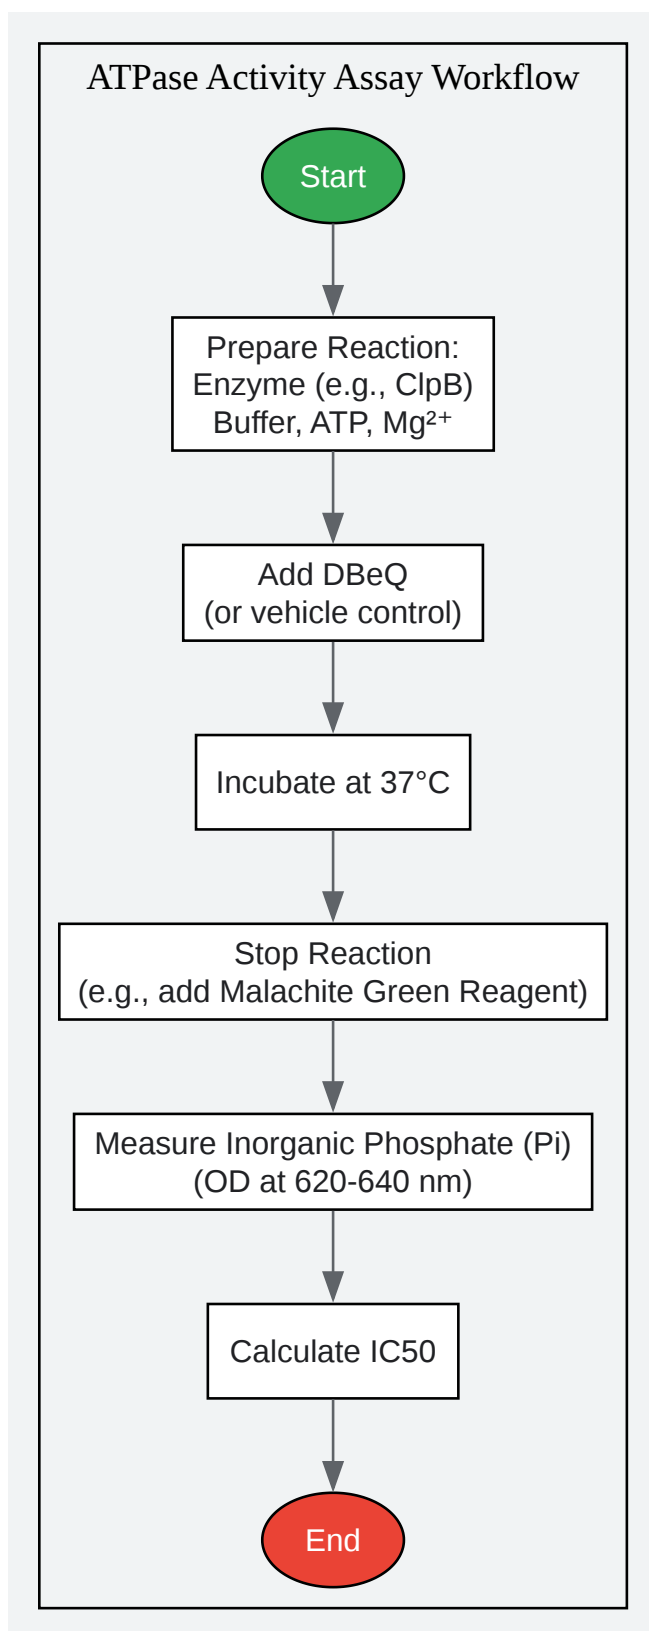 ATPase Activity Assay Workflow
Start
Prepare Reaction:
Enzyme (e.g., ClpB)
Buffer, ATP, Mg²⁺
Add DBeQ
(or vehicle control)
Incubate at 37°C
Stop Reaction
(e.g., add Malachite Green Reagent)
Measure Inorganic Phosphate (Pi)
(OD at 620-640 nm)
Calculate IC50
End